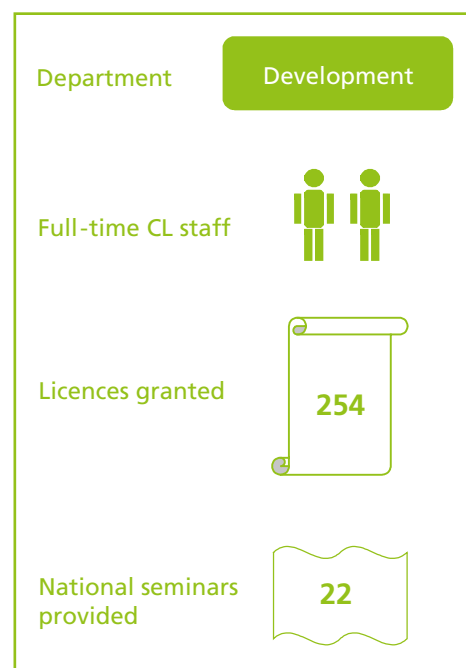 Department
Development
Full-time CL staff
Licences granted
254
National seminars
provided
22